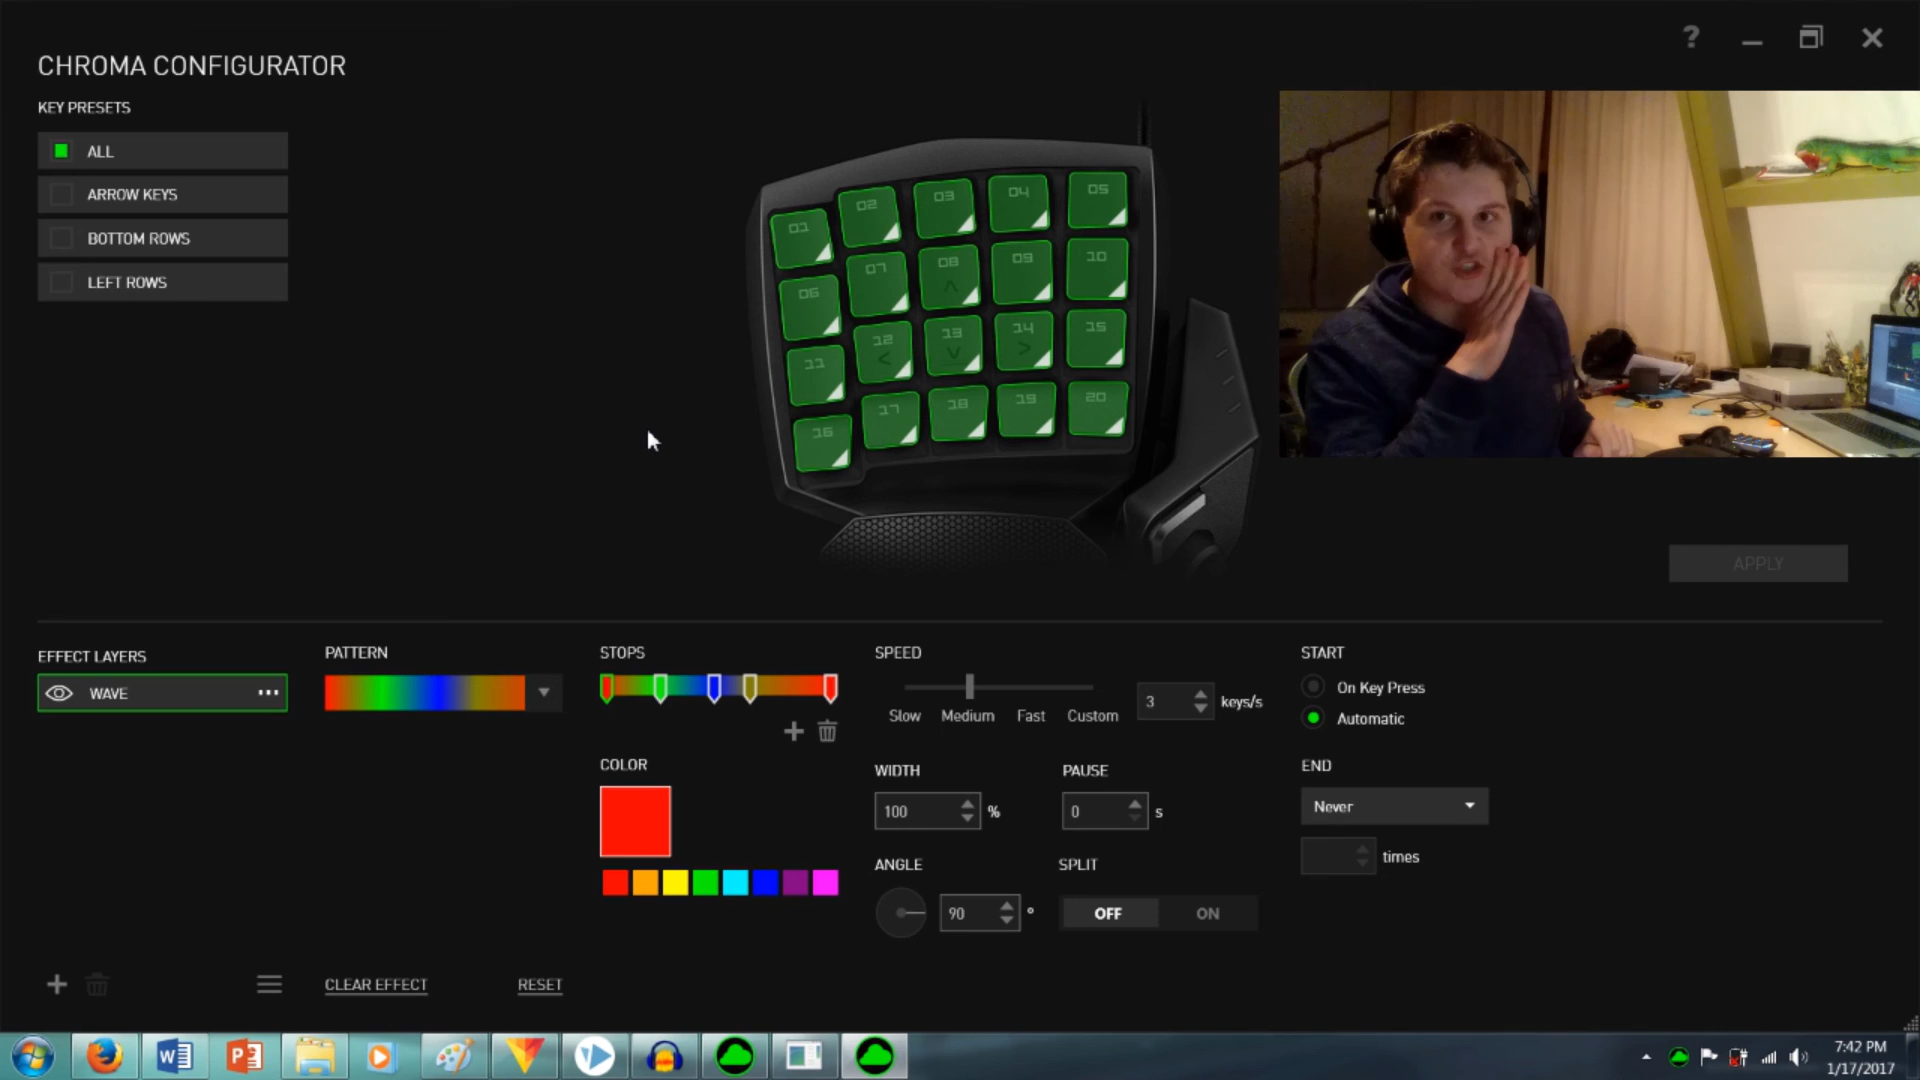 CHROMA CONFIGURATOR
?
KEY PRESETS
ALL
ARROW KEYS
BOTTOM ROWS
LEFT ROWS
01 02 03 04 05
06 07 08 09 10
11 12 13 14 15
16 17 18 19 20
APPLY
EFFECT LAYERS
WAVE
PATTERN
STOPS
COLOR
SPEED
Slow Medium Fast Custom
3 keys/s
WIDTH
100 %
PAUSE
0 s
ANGLE
90 °
SPLIT
OFF ON
START
On Key Press
Automatic
END
Never
times
CLEAR EFFECT
RESET
7:42 PM
1/17/2017